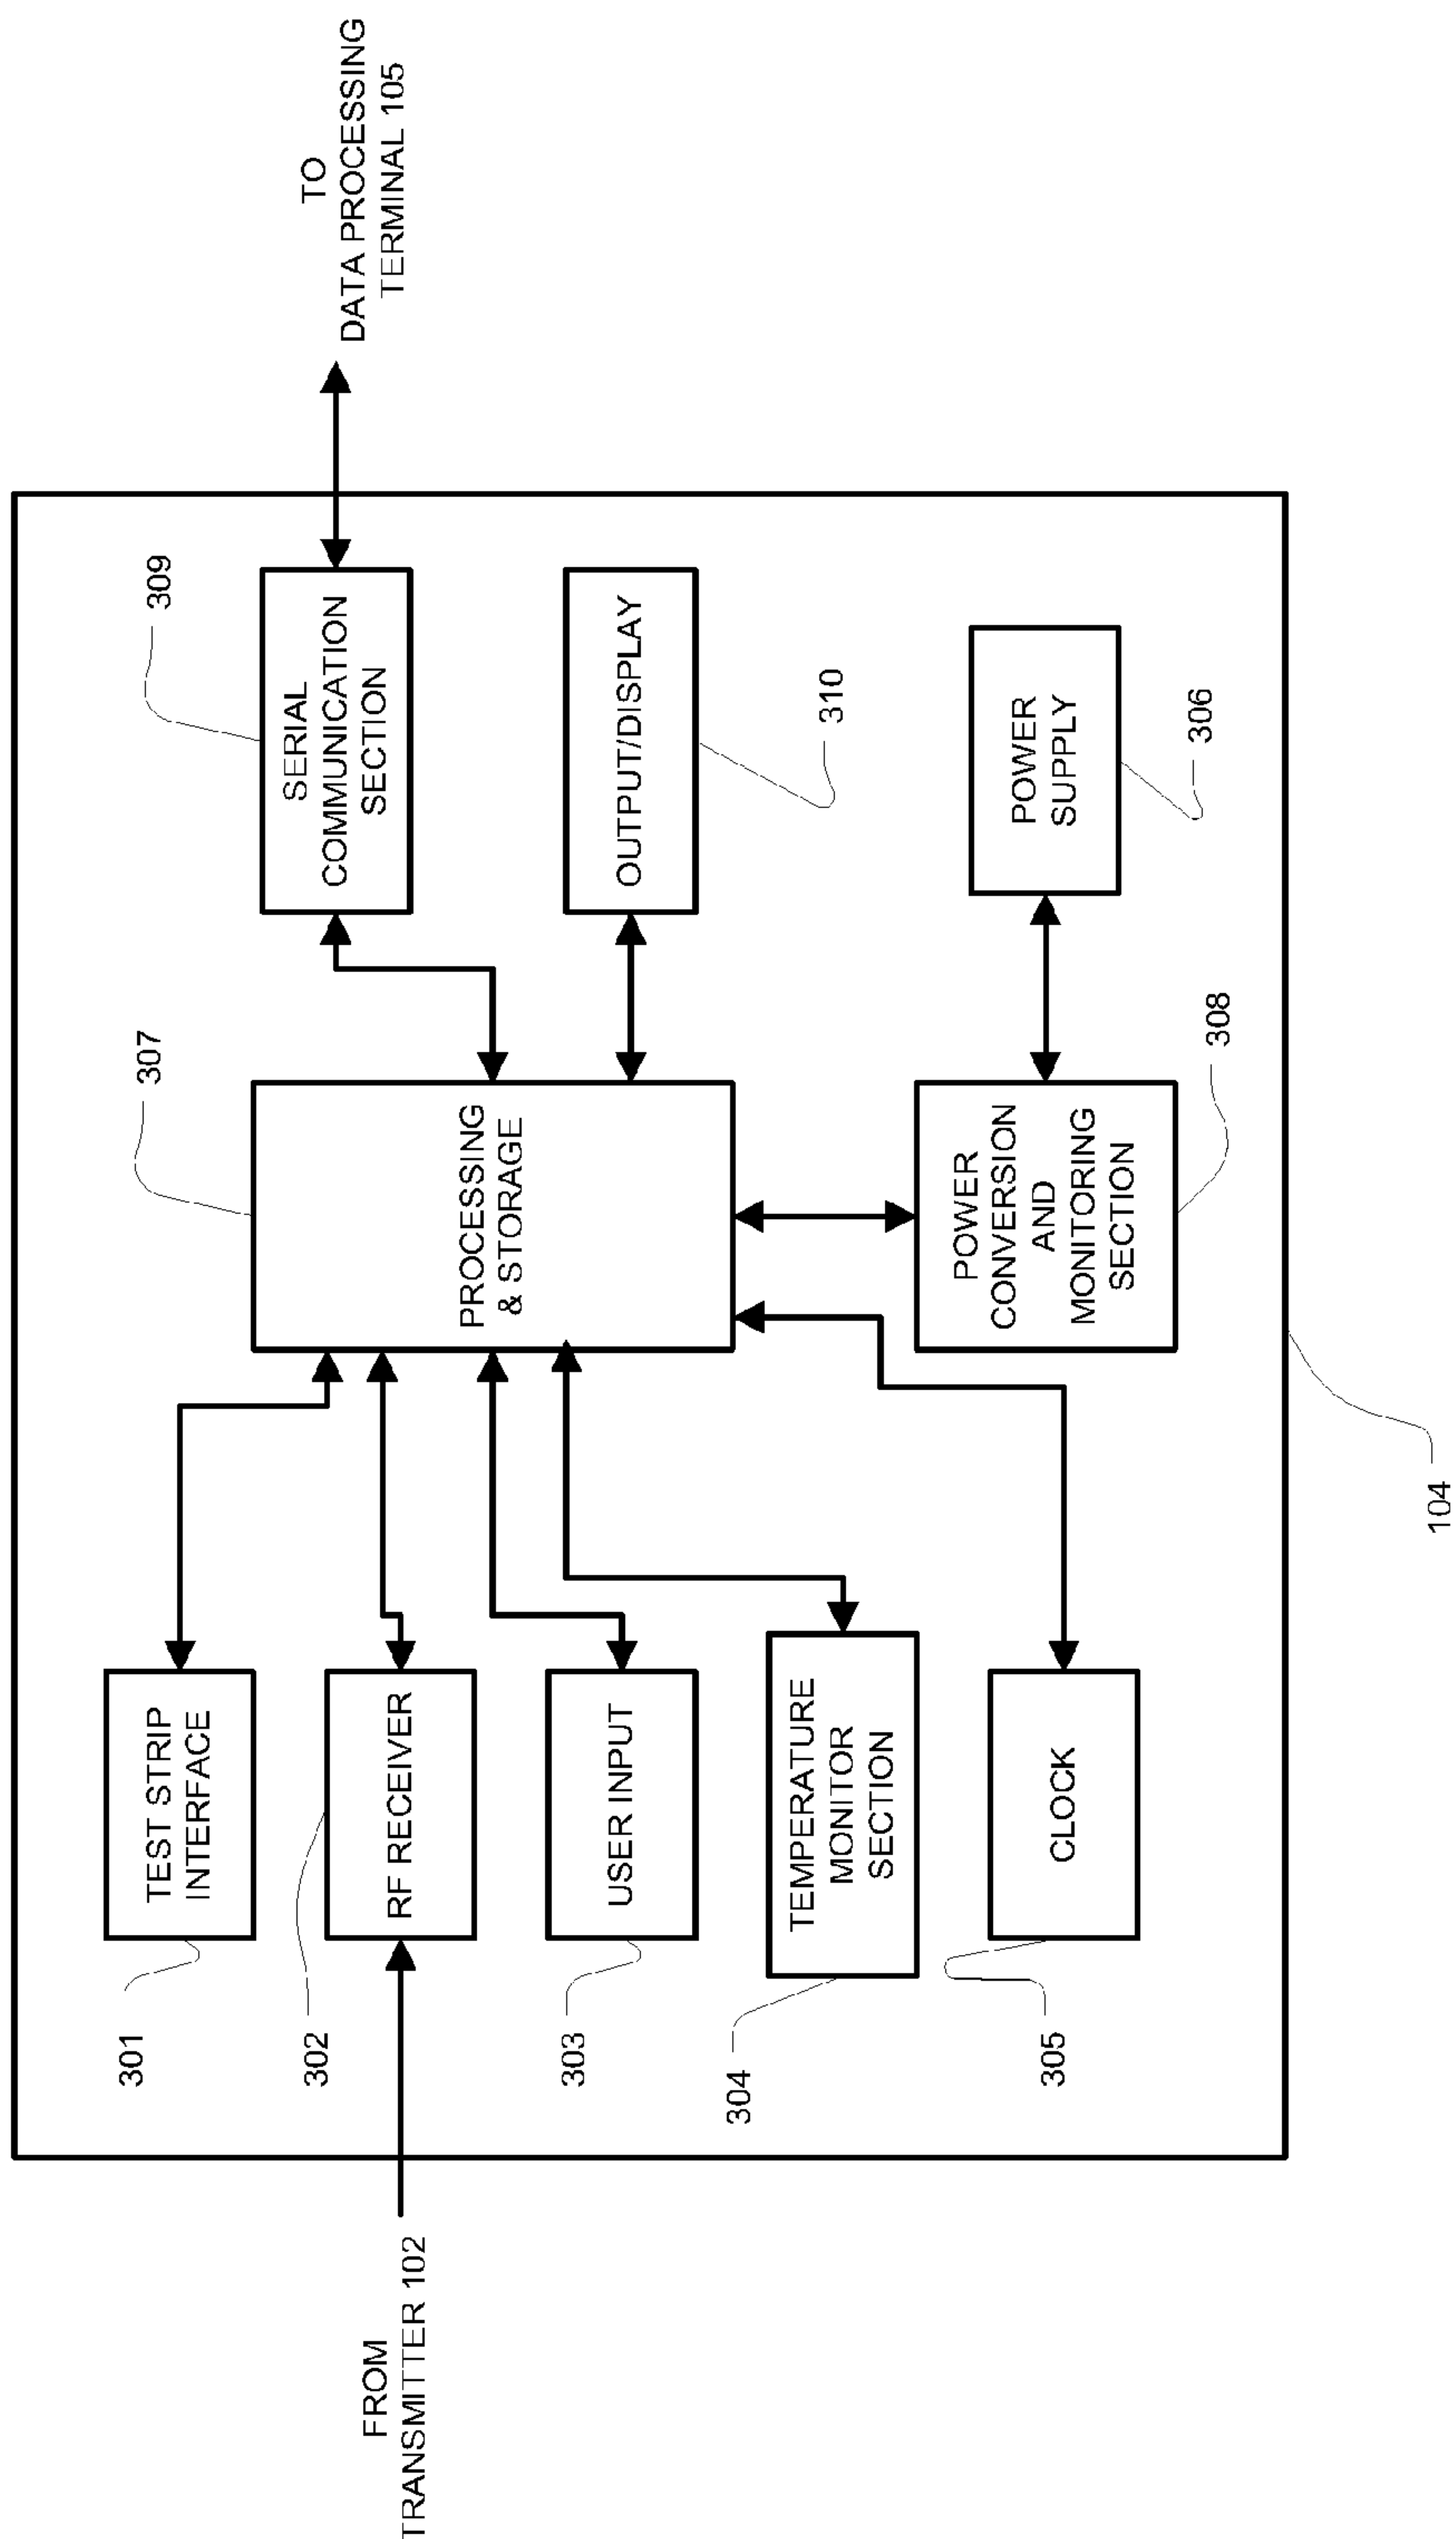 TEST STRIP
INTERFACE
301
FROM
TRANSMITTER 102
RF RECEIVER
302
USER INPUT
303
TEMPERATURE
MONITOR
SECTION
304
CLOCK
305
307
PROCESSING
& STORAGE
POWER
CONVERSION
AND
MONITORING
SECTION
308
309
SERIAL
COMMUNICATION
SECTION
TO
DATA PROCESSING
TERMINAL 105
OUTPUT/DISPLAY
310
POWER
SUPPLY
306
104